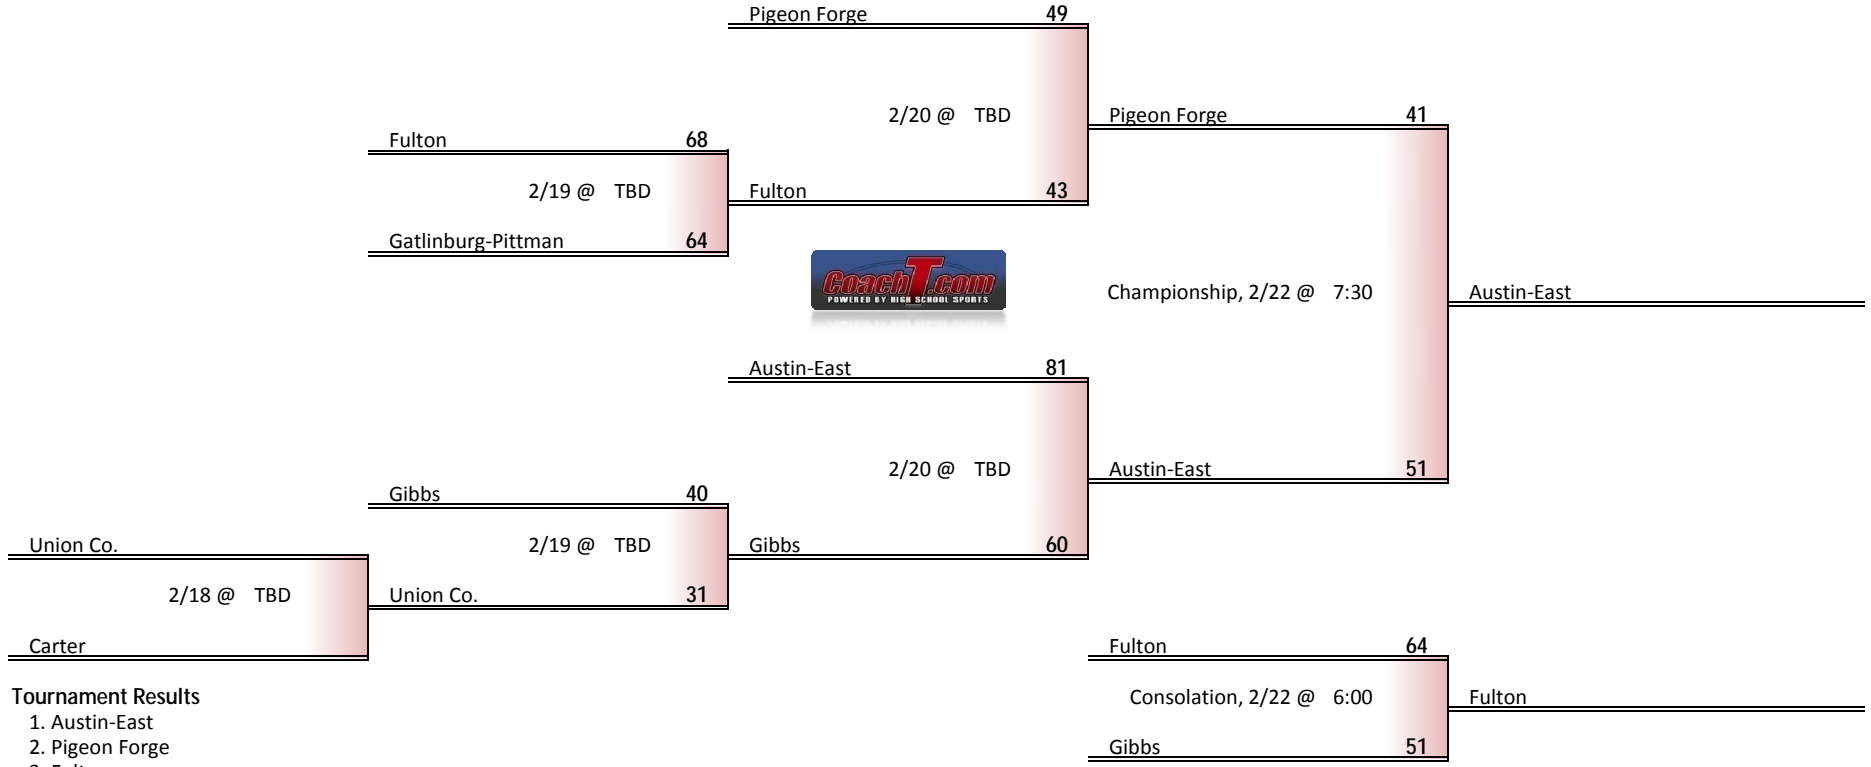 Pigeon Forge 49
2/20 @ TBD
Pigeon Forge 41
Fulton 68
2/19 @ TBD
Fulton 43
Gatlinburg-Pittman 64
CoachT.com
POWERED BY HIGH SCHOOL SPORTS
Championship, 2/22 @ 7:30
Austin-East
Austin-East 81
2/20 @ TBD
Austin-East 51
Gibbs 40
Union Co.
2/19 @ TBD
Gibbs 60
2/18 @ TBD
Union Co. 31
Carter
Fulton 64
Tournament Results
Consolation, 2/22 @ 6:00
Fulton
1. Austin-East
2. Pigeon Forge
Gibbs 51